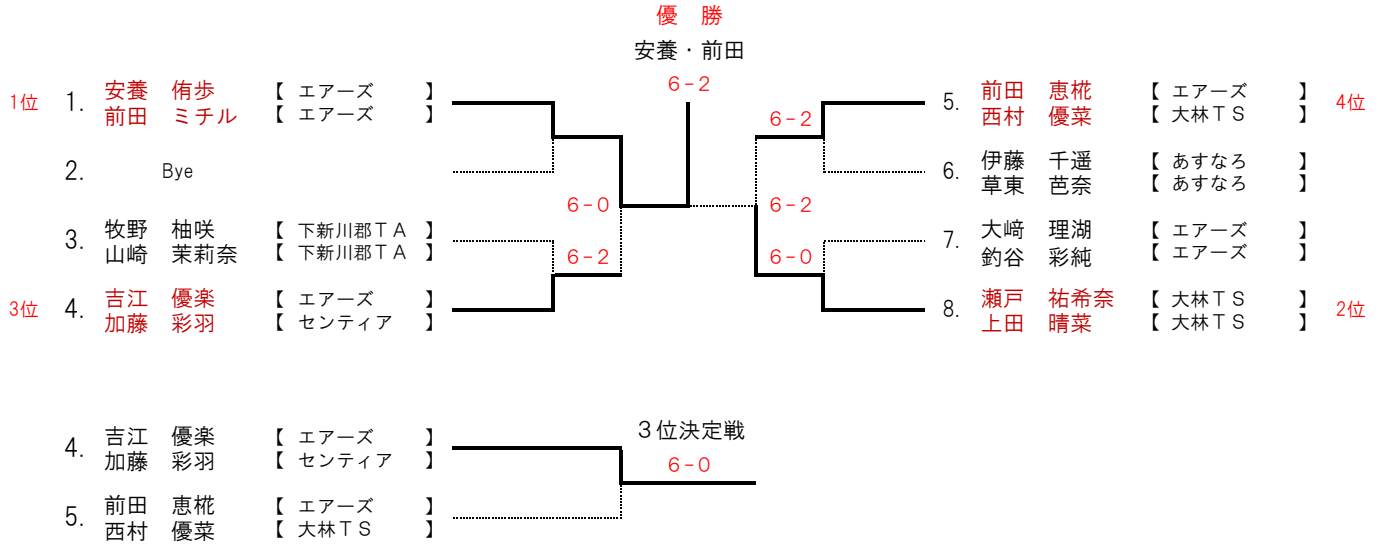 優　勝
安養・前田
6-2
1位 1. 安養　侑歩 【 エアーズ 】
前田　ミチル 【 エアーズ 】
2. Bye
3. 牧野　柚咲 【 下新川郡ＴＡ 】
山崎　茉莉奈 【 下新川郡ＴＡ 】
3位 4. 吉江　優楽 【 エアーズ 】
加藤　彩羽 【 センティア 】
6-0
6-2
6-2
6-2
6-0
5. 前田　恵椛 【 エアーズ 】 4位
西村　優菜 【 大林ＴＳ 】
6. 伊藤　千遥 【 あすなろ 】
草東　芭奈 【 あすなろ 】
7. 大﨑　理湖 【 エアーズ 】
釣谷　彩純 【 エアーズ 】
8. 瀬戸　祐希奈 【 大林ＴＳ 】 2位
上田　晴菜 【 大林ＴＳ 】
３位決定戦
4. 吉江　優楽 【 エアーズ 】
加藤　彩羽 【 センティア 】
6-0
5. 前田　恵椛 【 エアーズ 】
西村　優菜 【 大林ＴＳ 】